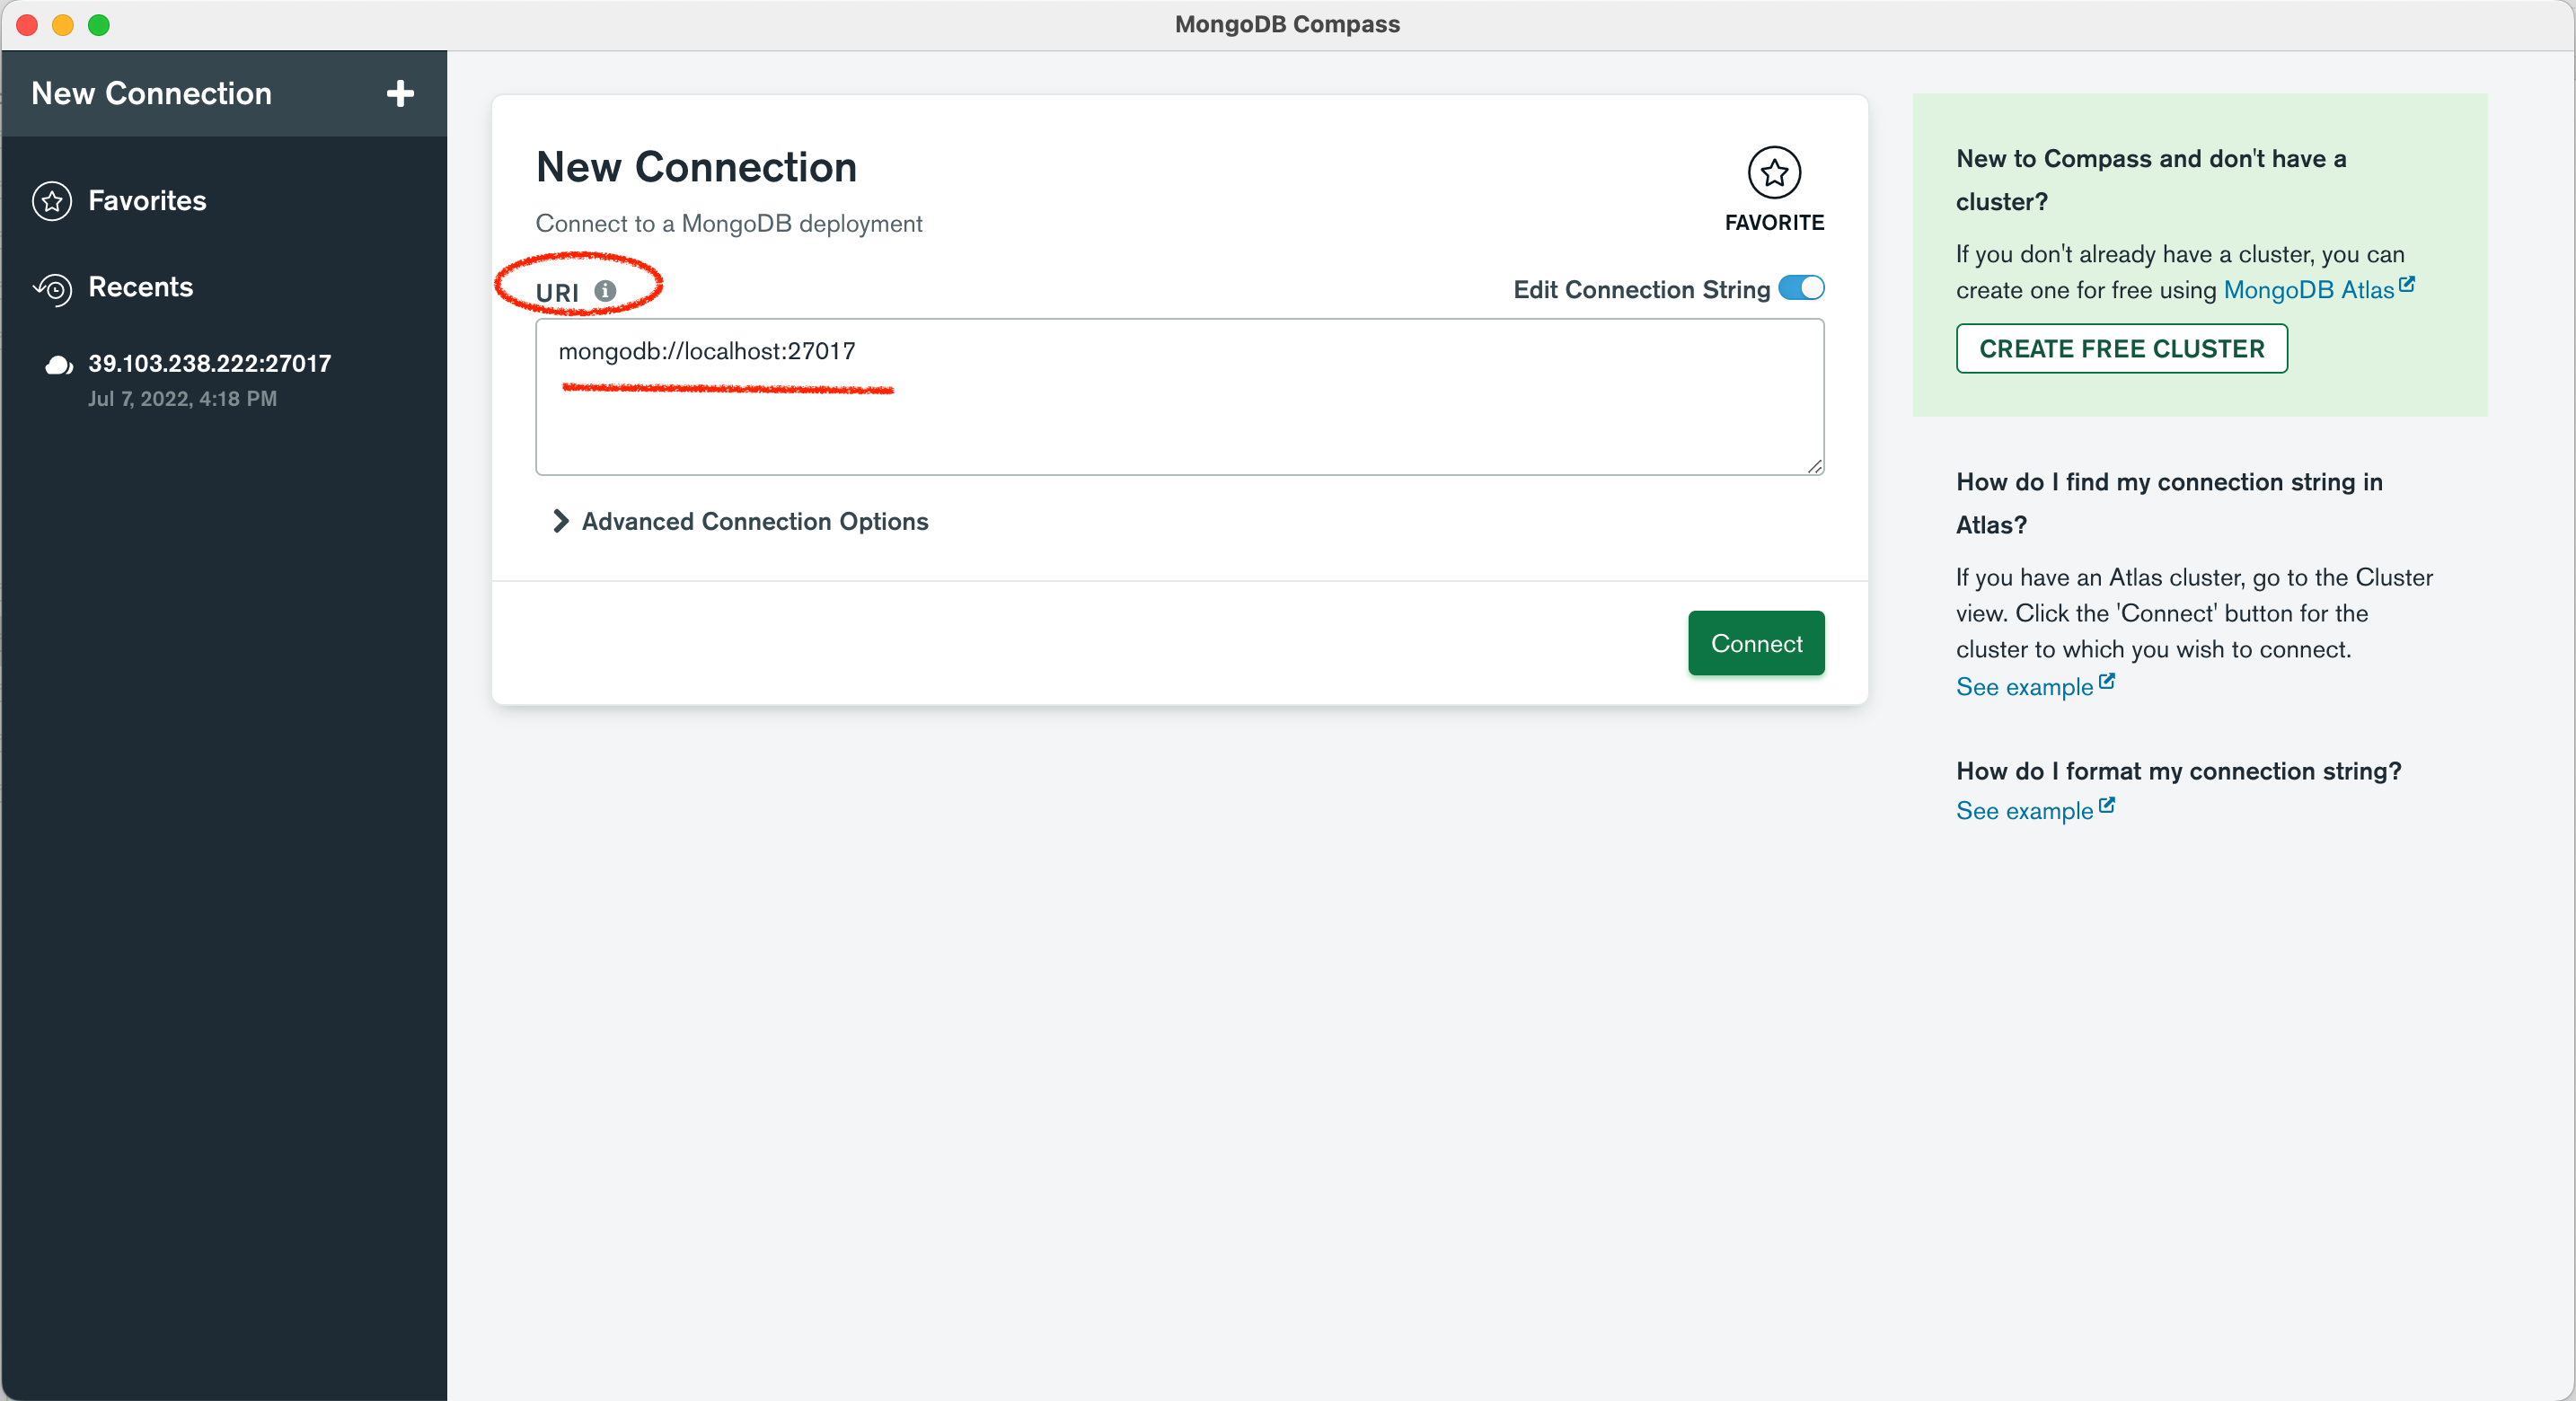 MongoDB Compass
New Connection
Favorites
Recents
39.103.238.222:27017
Jul 7, 2022, 4:18 PM
New Connection
Connect to a MongoDB deployment
FAVORITE
URI
Edit Connection String
mongodb://localhost:27017
Advanced Connection Options
Connect
New to Compass and don't have a
cluster?
If you don't already have a cluster, you can
create one for free using MongoDB Atlas
CREATE FREE CLUSTER
How do I find my connection string in
Atlas?
If you have an Atlas cluster, go to the Cluster
view. Click the 'Connect' button for the
cluster to which you wish to connect.
See example
How do I format my connection string?
See example